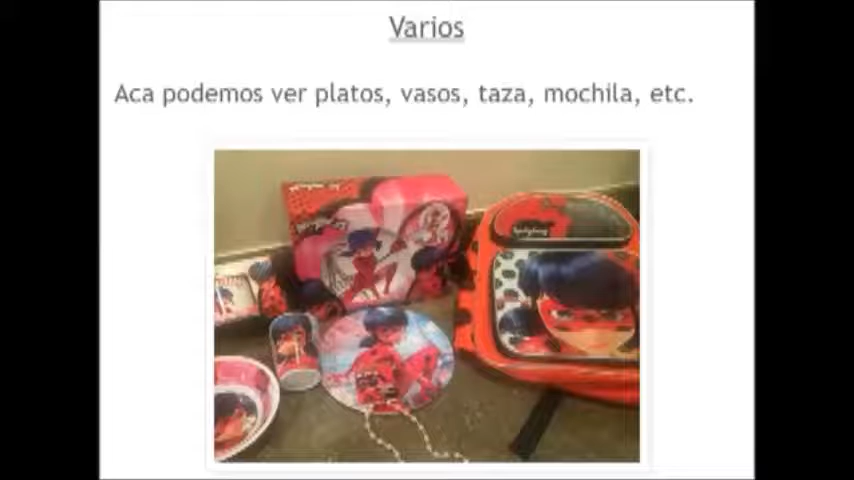 Varios
Aca podemos ver platos, vasos, taza, mochila, etc.